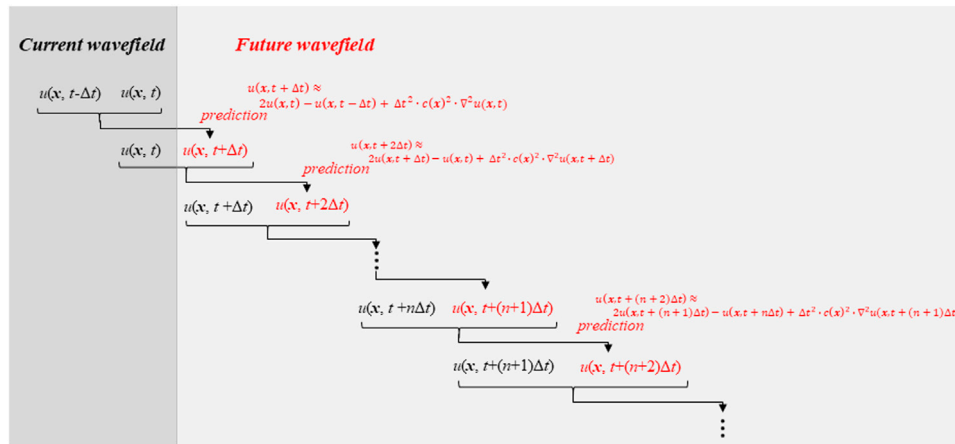 Current wavefield Future wavefield
u(x, t-Δt) u(x, t)
u(x,t + Δt) ≈
2u(x,t) − u(x,t − Δt) + Δt² · c(x)² · ∇²u(x,t)
prediction
u(x, t) u(x, t+Δt)
u(x,t + 2Δt) ≈
2u(x,t + Δt) − u(x,t) + Δt² · c(x)² · ∇²u(x,t + Δt)
prediction
u(x, t +Δt) u(x, t+2Δt)
u(x, t +nΔt) u(x, t+(n+1)Δt)
u(x,t + (n + 2)Δt) ≈
2u(x,t + (n + 1)Δt) − u(x,t + nΔt) + Δt² · c(x)² · ∇²u(x,t + (n + 1)Δt
prediction
u(x, t+(n+1)Δt) u(x, t+(n+2)Δt)